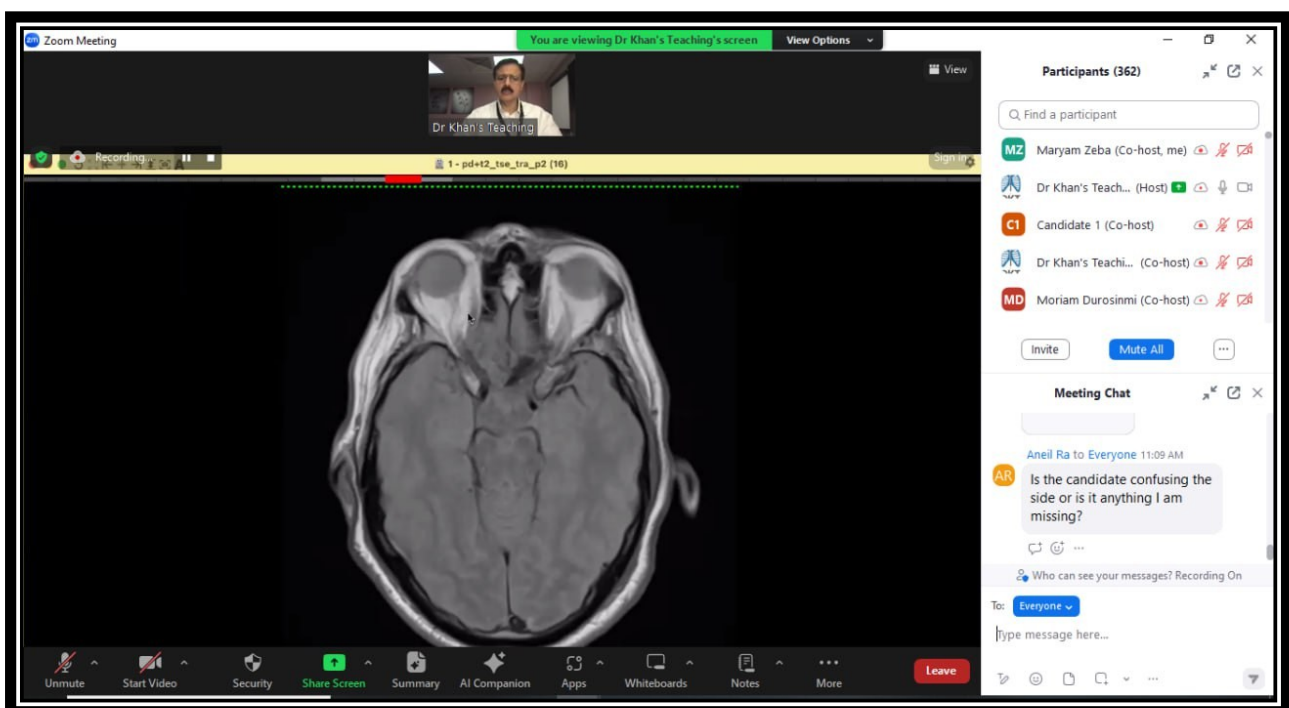 zm Zoom Meeting
You are viewing Dr Khan's Teaching's screen
View Options
View
Dr Khan's Teaching
Recording...
1 - pd+t2_tse_tra_p2 (16)
Sign in
Participants (362)
Find a participant
MZ Maryam Zeba (Co-host, me)
Dr Khan's Teach... (Host)
C1 Candidate 1 (Co-host)
Dr Khan's Teachi... (Co-host)
MD Moriam Durosinmi (Co-host)
Invite
Mute All
Meeting Chat
Aneil Ra to Everyone 11:09 AM
AR
Is the candidate confusing the
side or is it anything I am
missing?
Who can see your messages? Recording On
To: Everyone
Type message here...
Unmute
Start Video
Security
Share Screen
Summary
AI Companion
Apps
Whiteboards
Notes
More
Leave